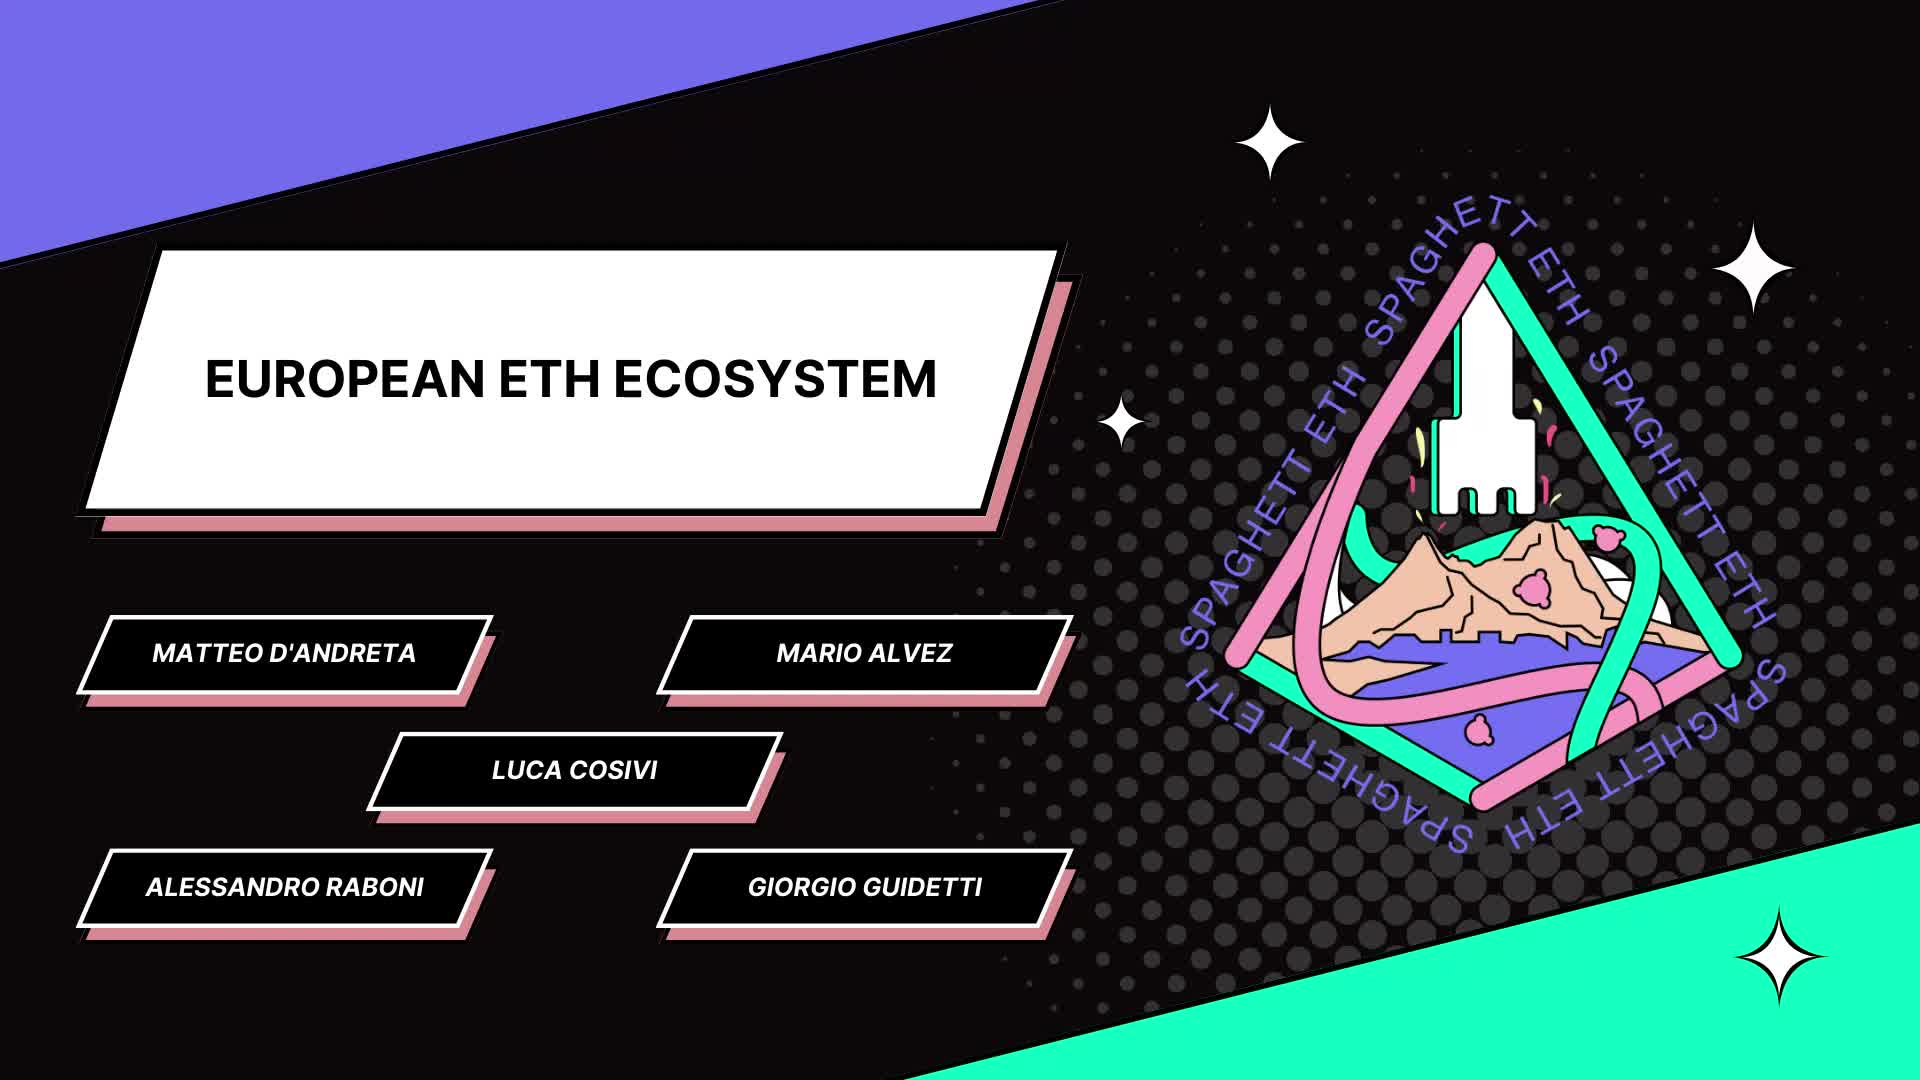 EUROPEAN ETH ECOSYSTEM
MATTEO D'ANDRETA
MARIO ALVEZ
LUCA COSIVI
ALESSANDRO RABONI
GIORGIO GUIDETTI
SPAGHETT ETH SPAGHETT ETH SPAGHETT ETH SPAGHETT ETH SPAGHETT ETH SPAGHETT ETH